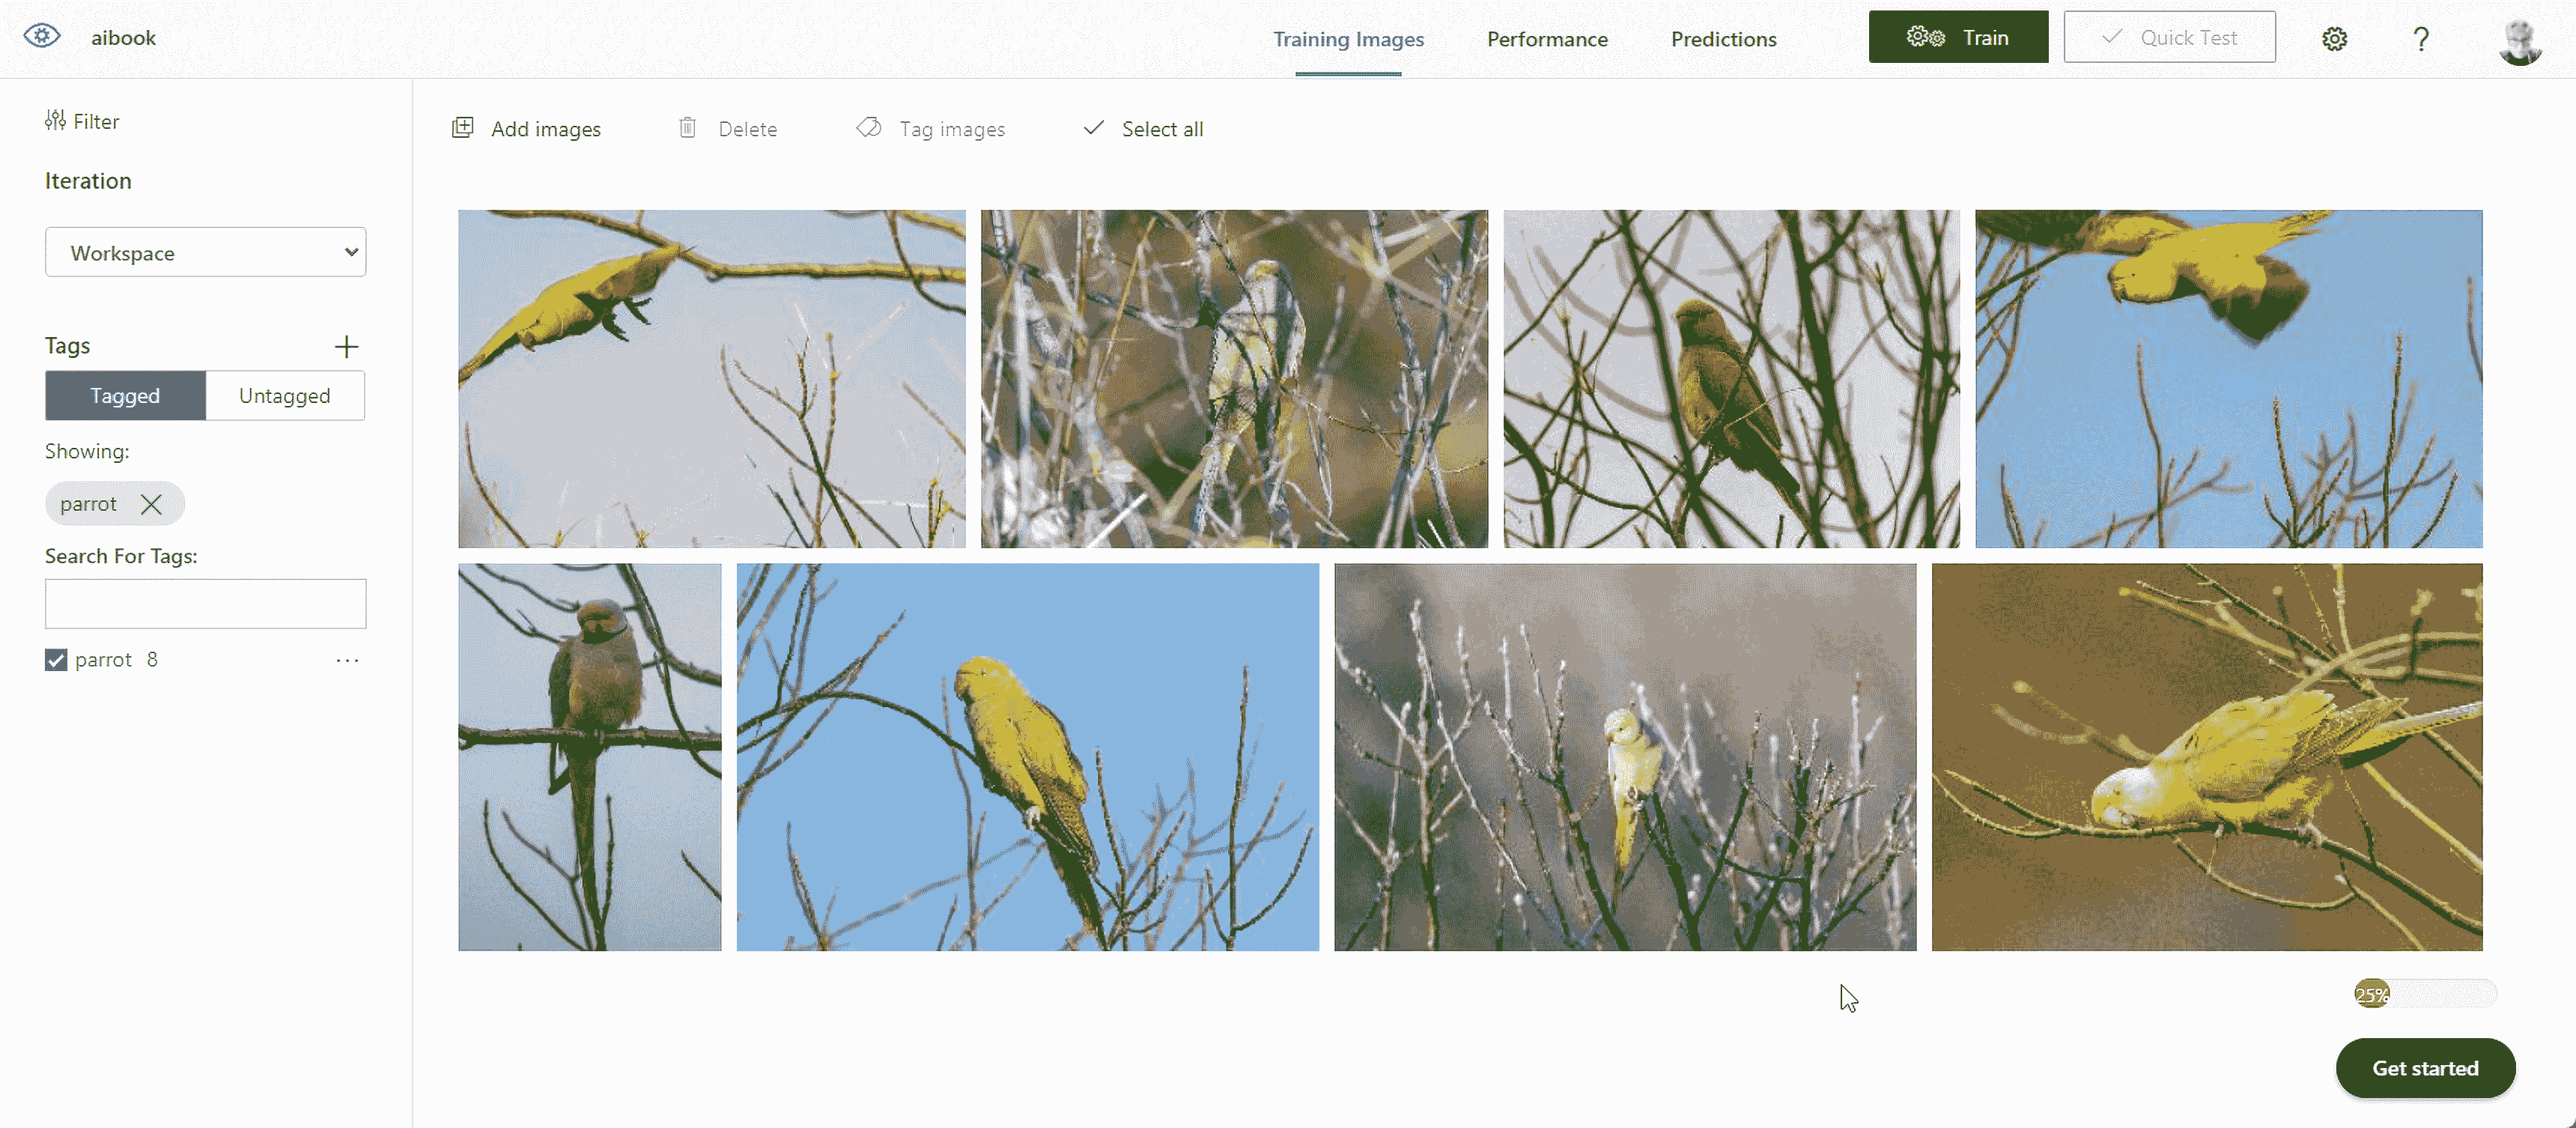 aibook
Training Images
Performance
Predictions
Train
Quick Test
?
Filter
Iteration
Workspace
Tags
Tagged
Untagged
Showing:
parrot
Search For Tags:
parrot 8
Add images
Delete
Tag images
Select all
25%
Get started